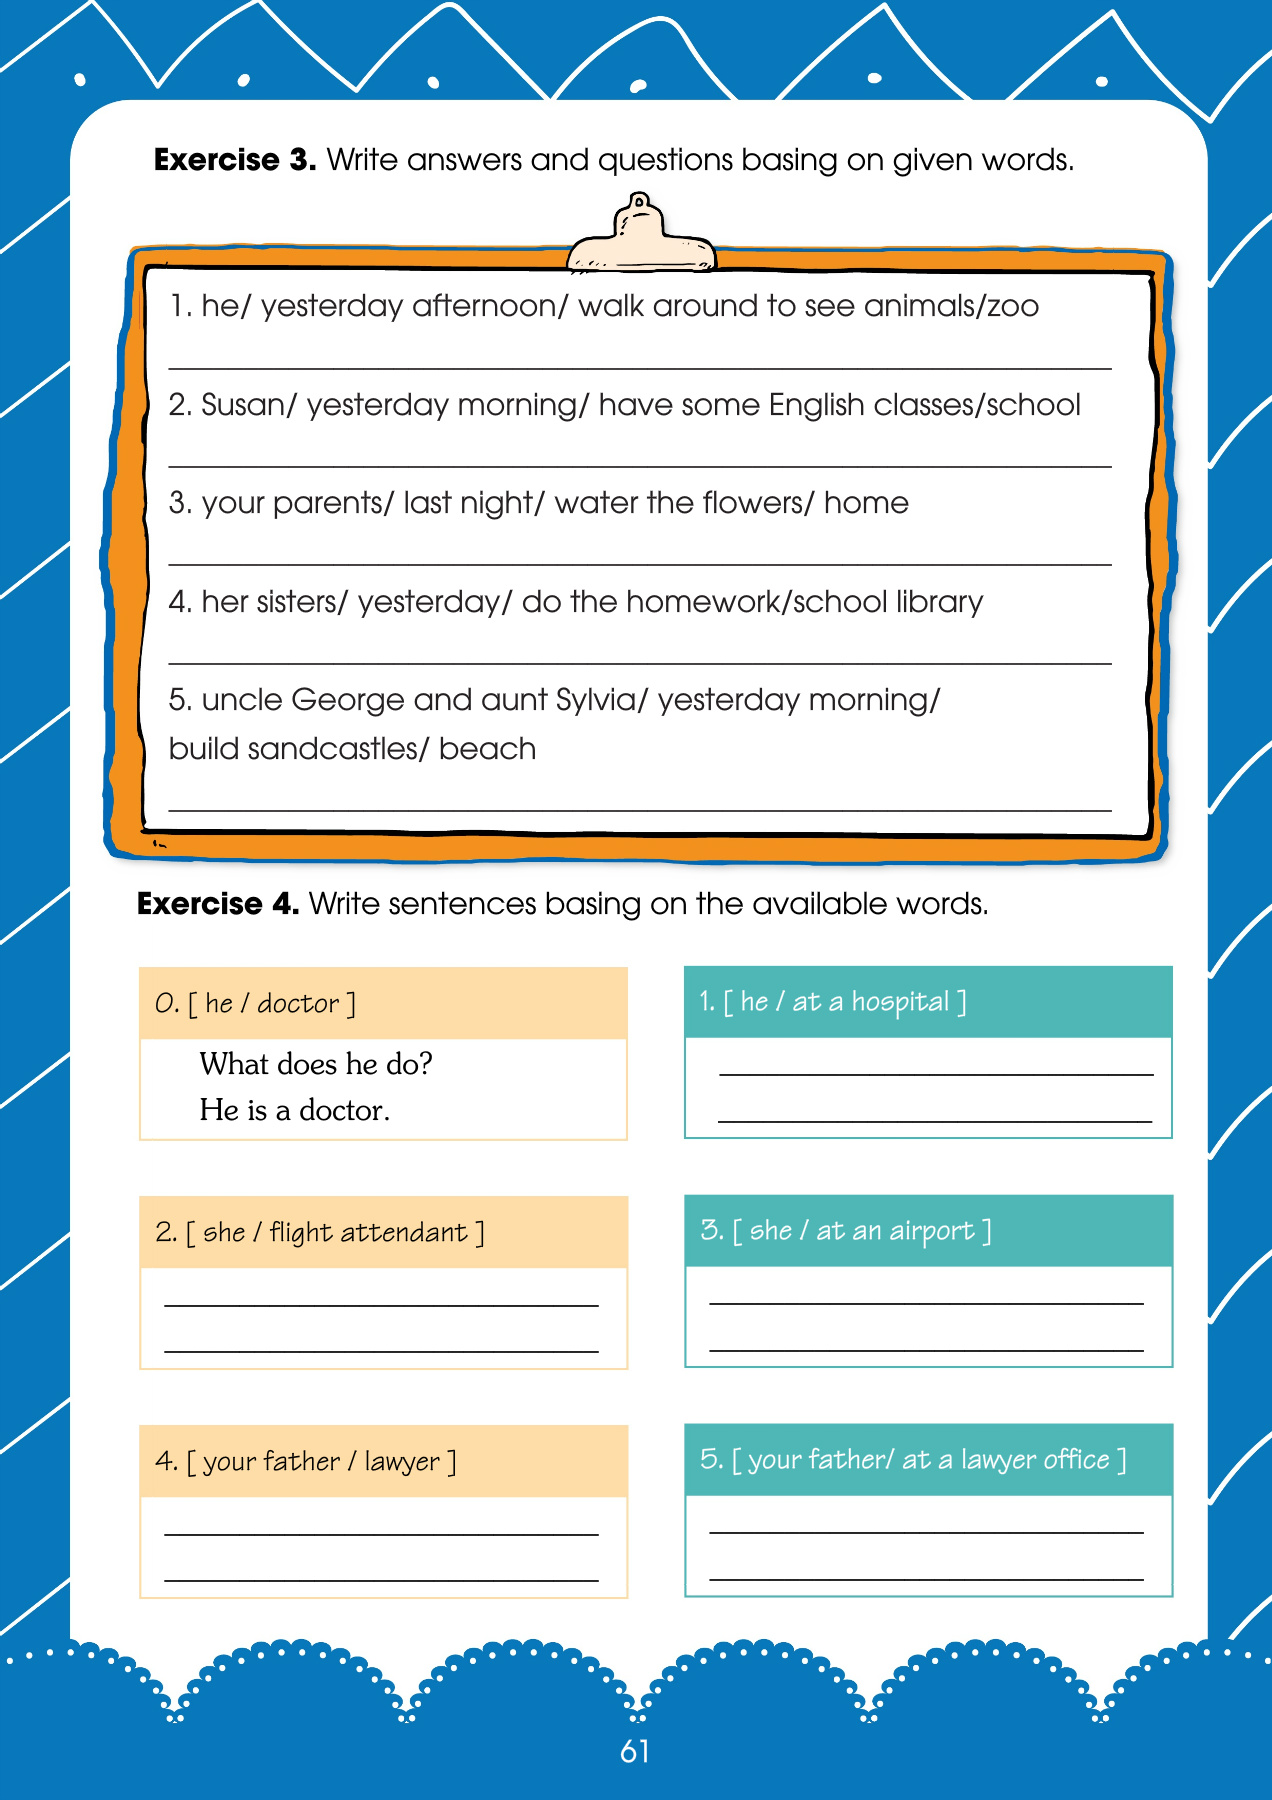 Exercise 3. Write answers and questions basing on given words.
1. he/ yesterday afternoon/ walk around to see animals/zoo
2. Susan/ yesterday morning/ have some English classes/school
3. your parents/ last night/ water the flowers/ home
4. her sisters/ yesterday/ do the homework/school library
5. uncle George and aunt Sylvia/ yesterday morning/
build sandcastles/ beach
Exercise 4. Write sentences basing on the available words.
0. [ he / doctor ]
What does he do?
He is a doctor.
1. [ he / at a hospital ]
2. [ she / flight attendant ]
3. [ she / at an airport ]
4. [ your father / lawyer ]
5. [ your father/ at a lawyer office ]
61